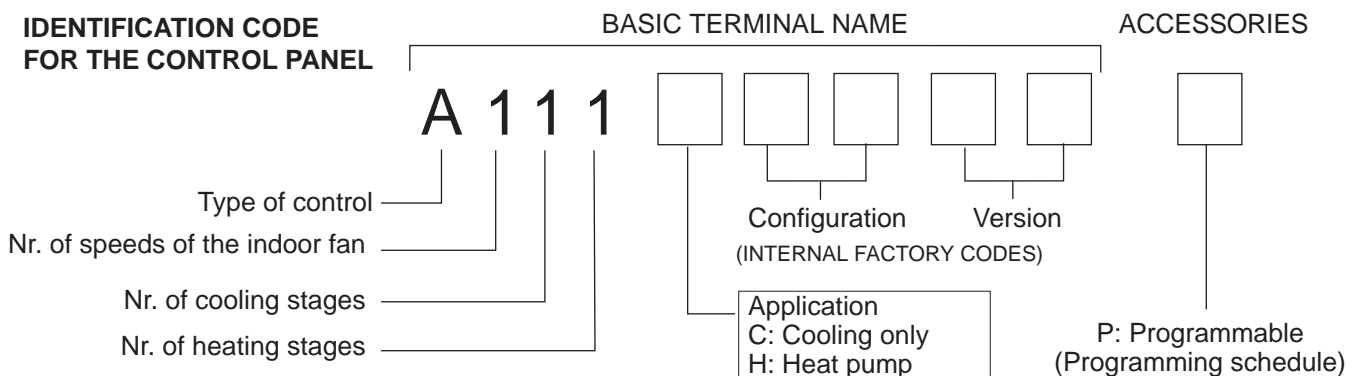 IDENTIFICATION CODE
FOR THE CONTROL PANEL
BASIC TERMINAL NAME
ACCESSORIES
A 1 1 1
Type of control
Nr. of speeds of the indoor fan
Nr. of cooling stages
Nr. of heating stages
Configuration
Version
(INTERNAL FACTORY CODES)
Application
C: Cooling only
H: Heat pump
P: Programmable
(Programming schedule)